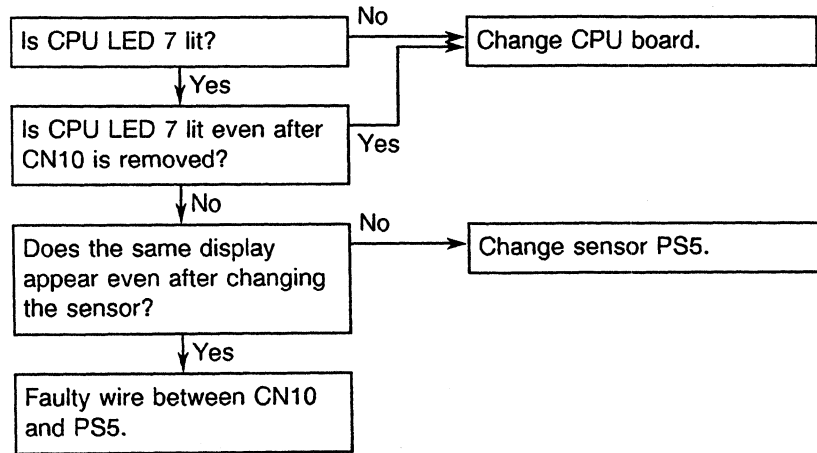 Is CPU LED 7 lit?
No
Change CPU board.
Yes
Is CPU LED 7 lit even after
CN10 is removed?
Yes
No
Does the same display
appear even after changing
the sensor?
No
Change sensor PS5.
Yes
Faulty wire between CN10
and PS5.